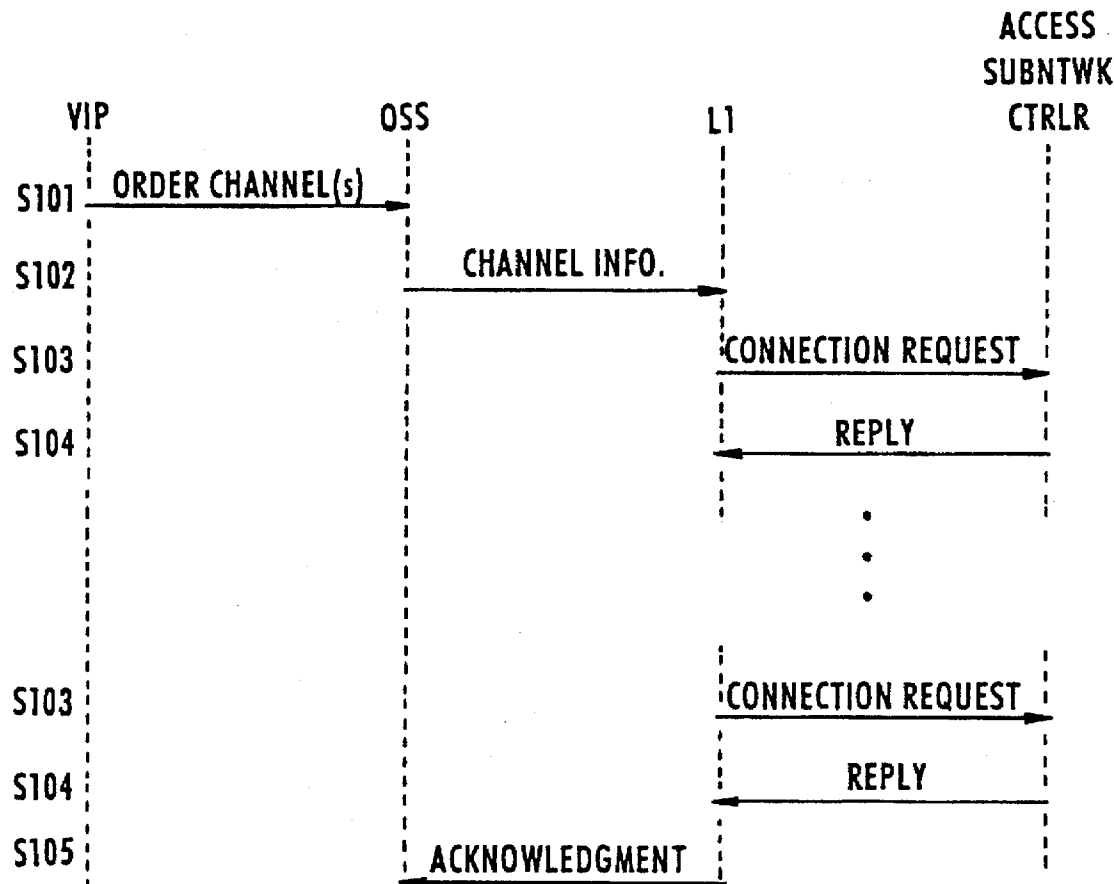 ACCESS
SUBNTWK
VIP OSS L1 CTRLR
S101 ORDER CHANNEL(s)
S102 CHANNEL INFO.
S103 CONNECTION REQUEST
S104 REPLY
S103 CONNECTION REQUEST
S104 REPLY
S105 ACKNOWLEDGMENT